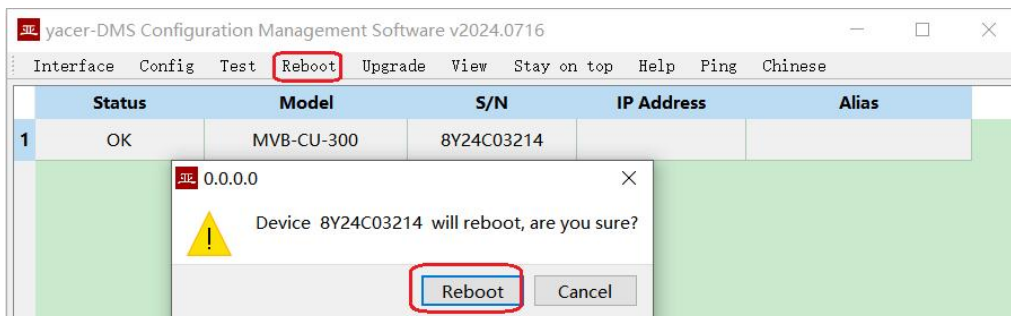 亚 yacer-DMS Configuration Management Software v2024.0716
Interface Config Test Reboot Upgrade View Stay on top Help Ping Chinese
Status Model S/N IP Address Alias
1 OK MVB-CU-300 8Y24C03214
亚 0.0.0.0
Device 8Y24C03214 will reboot, are you sure?
Reboot Cancel